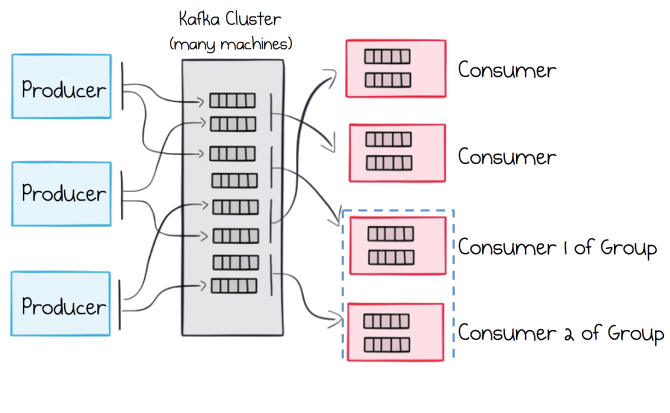 Kafka Cluster
(many machines)
Producer
Producer
Producer
Consumer
Consumer
Consumer 1 of Group
Consumer 2 of Group